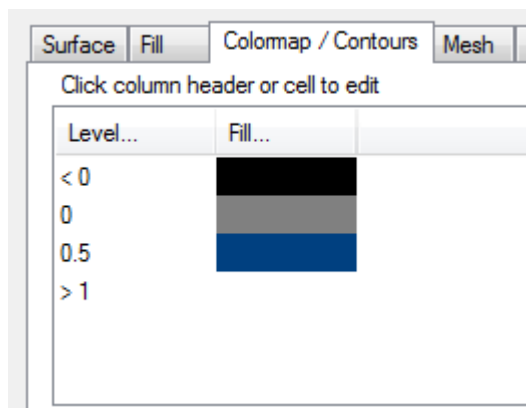 Surface Fill Colormap / Contours Mesh
Click column header or cell to edit
Level... Fill...
< 0
0
0.5
> 1